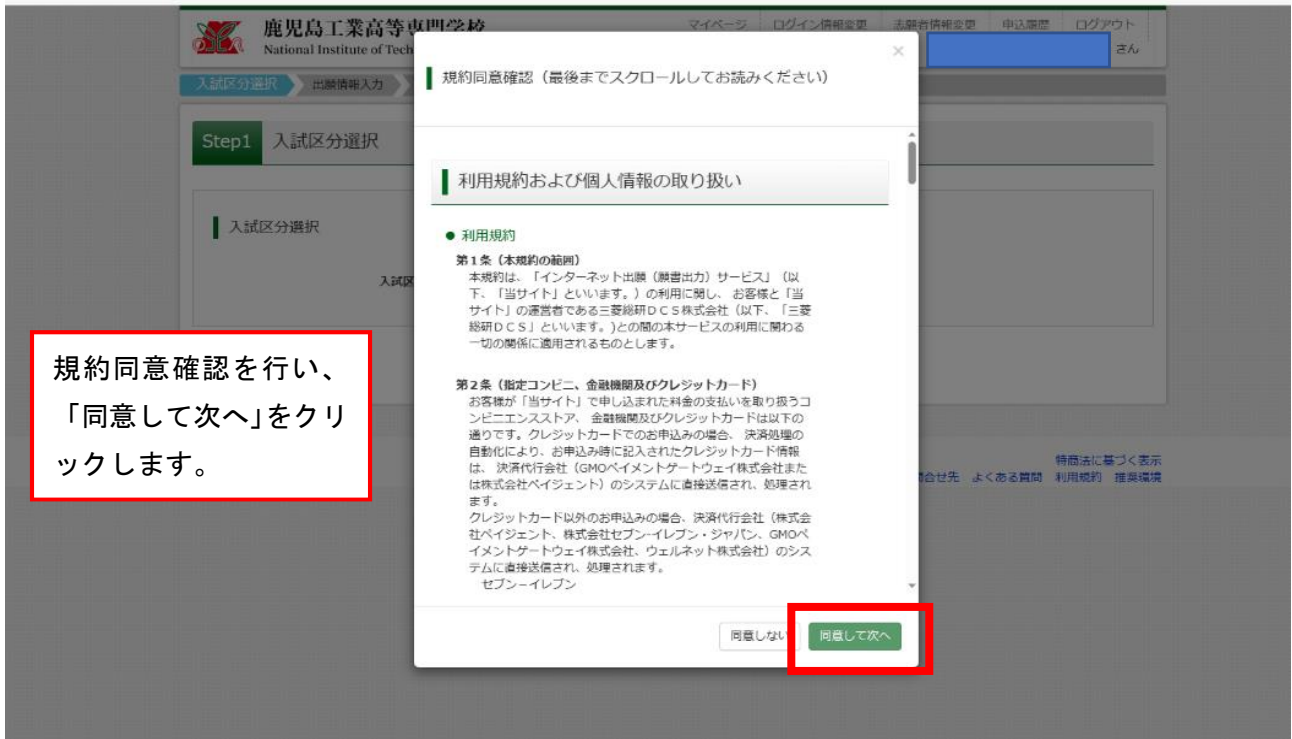 鹿児島工業高等専門学校
National Institute of Tech
マイページ ログイン情報変更 志願者情報変更 申込履歴 ログアウト
さん
入試区分選択 出願情報入力
Step1 入試区分選択
入試区分選択
入試区
規約同意確認（最後までスクロールしてお読みください）
×
利用規約および個人情報の取り扱い
● 利用規約
第1条（本規約の範囲）
本規約は、「インターネット出願（願書出力）サービス」（以
下、「当サイト」といいます。）の利用に関し、 お客様と「当
サイト」の運営者である三菱総研ＤＣＳ株式会社（以下、「三菱
総研ＤＣＳ」といいます。)との間の本サービスの利用に関わる
一切の関係に適用されるものとします。
第2条（指定コンビニ、金融機関及びクレジットカード）
お客様が「当サイト」で申し込まれた料金の支払いを取り扱うコ
ンビニエンスストア、 金融機関及びクレジットカードは以下の
通りです。クレジットカードでのお申込みの場合、 決済処理の
自動化により、お申込み時に記入されたクレジットカード情報
は、 決済代行会社（GMOペイメントゲートウェイ株式会社また
は株式会社ペイジェント）のシステムに直接送信され、処理され
ます。
クレジットカード以外のお申込みの場合、決済代行会社（株式会
社ペイジェント、株式会社セブン-イレブン・ジャパン、GMOペ
イメントゲートウェイ株式会社、ウェルネット株式会社）のシス
テムに直接送信され、処理されます。
セブン－イレブン
同意しない 同意して次へ
規約同意確認を行い、
「同意して次へ」をクリ
ックします。
特商法に基づく表示
合せ先 よくある質問 利用規約 推奨環境